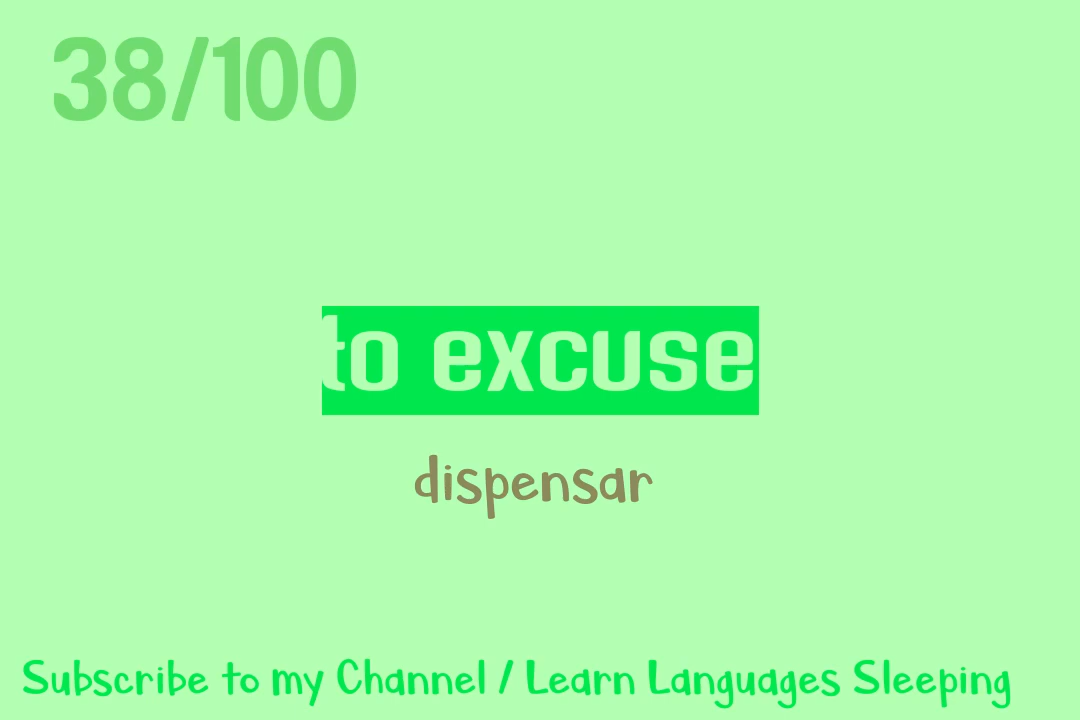 38/100
to excuse
dispensar
Subscribe to my Channel / Learn Languages Sleeping